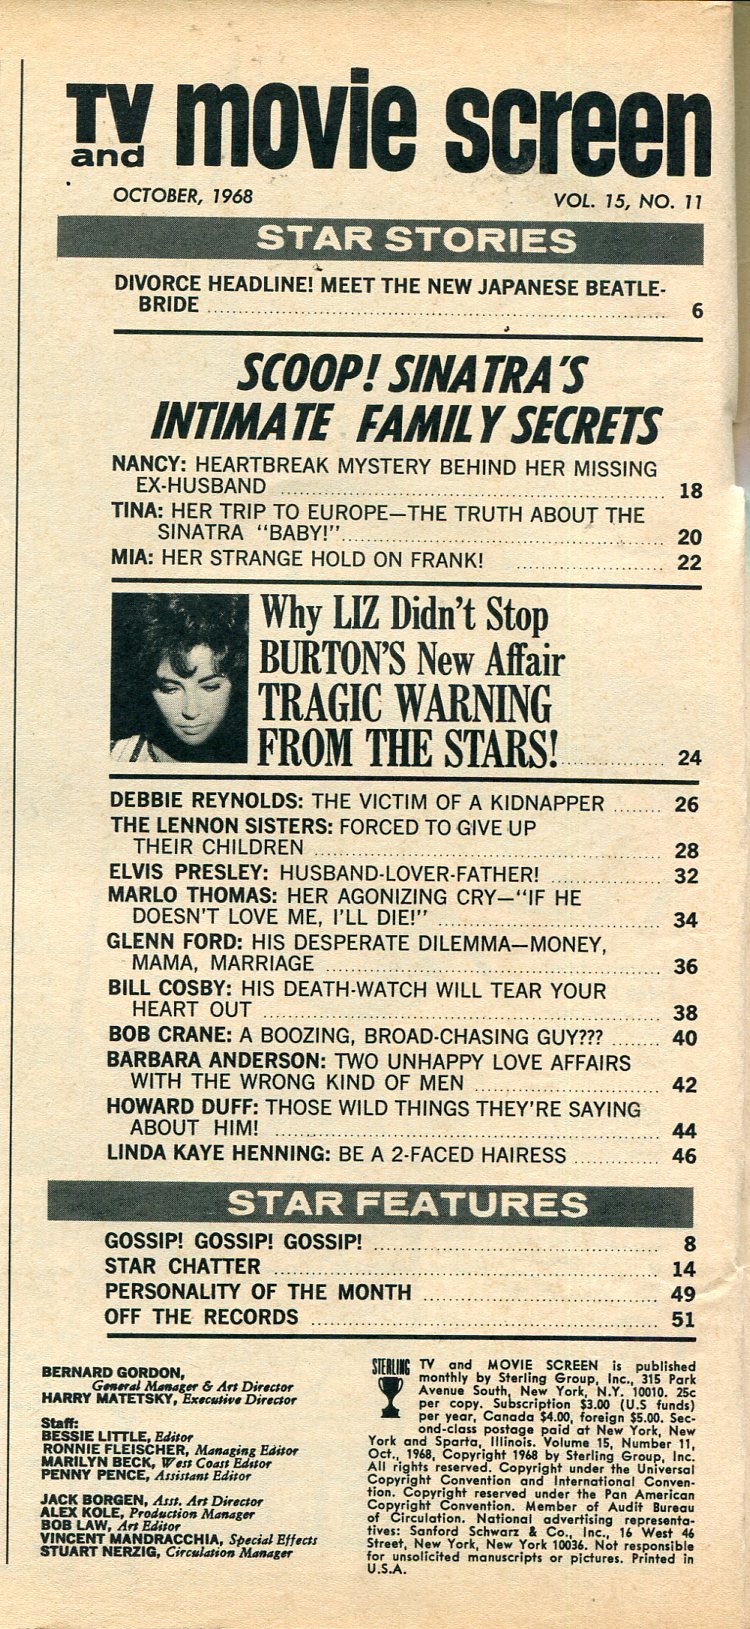 TV and movie screen
OCTOBER, 1968 VOL. 15, NO. 11
STAR STORIES
DIVORCE HEADLINE! MEET THE NEW JAPANESE BEATLE-
BRIDE 6
SCOOP! SINATRA'S
INTIMATE FAMILY SECRETS
NANCY: HEARTBREAK MYSTERY BEHIND HER MISSING
EX-HUSBAND 18
TINA: HER TRIP TO EUROPE—THE TRUTH ABOUT THE
SINATRA "BABY!" 20
MIA: HER STRANGE HOLD ON FRANK! 22
Why LIZ Didn't Stop
BURTON'S New Affair
TRAGIC WARNING
FROM THE STARS! 24
DEBBIE REYNOLDS: THE VICTIM OF A KIDNAPPER 26
THE LENNON SISTERS: FORCED TO GIVE UP
THEIR CHILDREN 28
ELVIS PRESLEY: HUSBAND-LOVER-FATHER! 32
MARLO THOMAS: HER AGONIZING CRY—"IF HE
DOESN'T LOVE ME, I'LL DIE!" 34
GLENN FORD: HIS DESPERATE DILEMMA—MONEY,
MAMA, MARRIAGE 36
BILL COSBY: HIS DEATH-WATCH WILL TEAR YOUR
HEART OUT 38
BOB CRANE: A BOOZING, BROAD-CHASING GUY??? 40
BARBARA ANDERSON: TWO UNHAPPY LOVE AFFAIRS
WITH THE WRONG KIND OF MEN 42
HOWARD DUFF: THOSE WILD THINGS THEY'RE SAYING
ABOUT HIM! 44
LINDA KAYE HENNING: BE A 2-FACED HAIRESS 46
STAR FEATURES
GOSSIP! GOSSIP! GOSSIP! 8
STAR CHATTER 14
PERSONALITY OF THE MONTH 49
OFF THE RECORDS 51
BERNARD GORDON,
General Manager & Art Director
HARRY MATETSKY, Executive Director
Staff:
BESSIE LITTLE, Editor
RONNIE FLEISCHER, Managing Editor
MARILYN BECK, West Coast Editor
PENNY PENCE, Assistant Editor
JACK BORGEN, Asst. Art Director
ALEX KOLE, Production Manager
BOB LAW, Art Editor
VINCENT MANDRACCHIA, Special Effects
STUART NERZIG, Circulation Manager
STERLING
TV and MOVIE SCREEN is published
monthly by Sterling Group, Inc., 315 Park
Avenue South, New York, N.Y. 10010. 25c
per copy. Subscription $3.00 (U.S funds)
per year, Canada $4.00, foreign $5.00. Sec-
ond-class postage paid at New York, New
York and Sparta, Illinois. Volume 15, Number 11,
Oct., 1968, Copyright 1968 by Sterling Group, Inc.
All rights reserved. Copyright under the Universal
Copyright Convention and International Conven-
tion. Copyright reserved under the Pan American
Copyright Convention. Member of Audit Bureau
of Circulation. National advertising representa-
tives: Sanford Schwarz & Co., Inc., 16 West 46
Street, New York, New York 10036. Not responsible
for unsolicited manuscripts or pictures. Printed in
U.S.A.